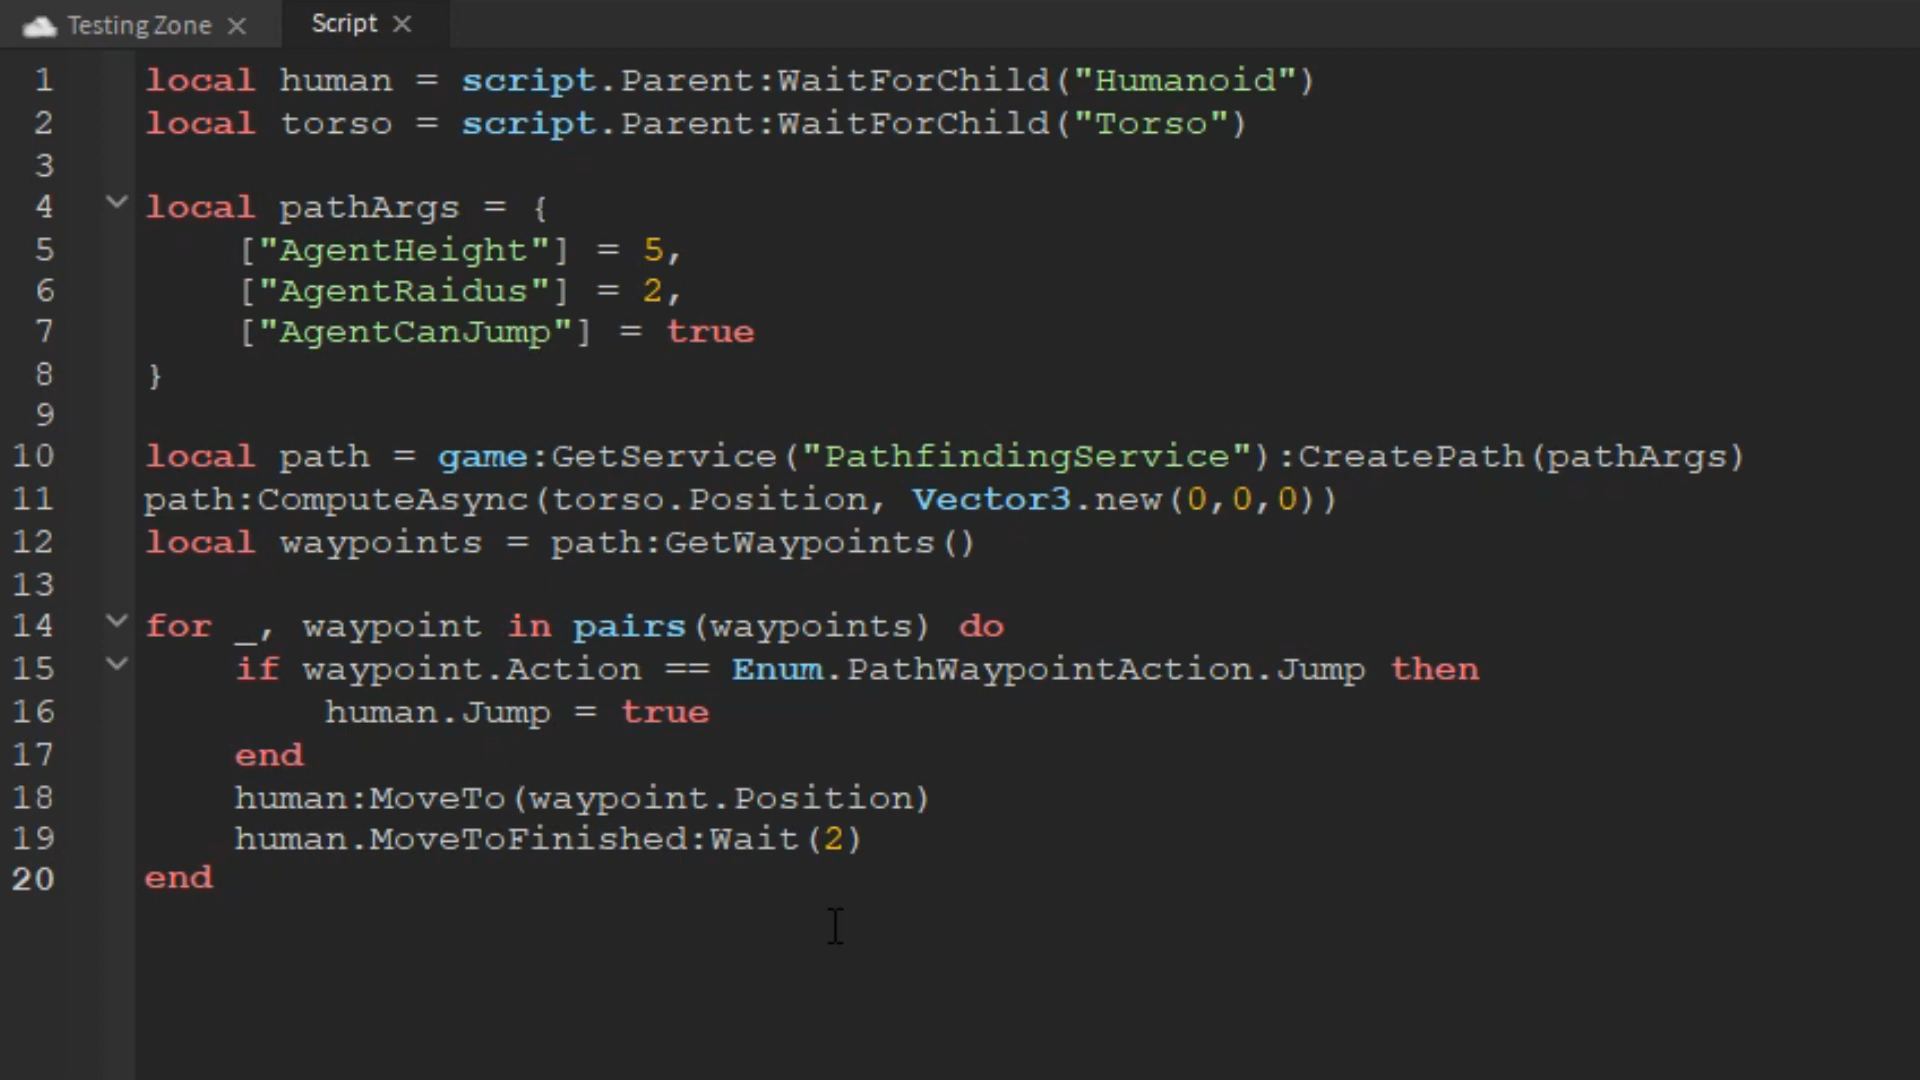 Testing Zone Script
1 local human = script.Parent:WaitForChild("Humanoid")
2 local torso = script.Parent:WaitForChild("Torso")
3
4 local pathArgs = {
5 ["AgentHeight"] = 5,
6 ["AgentRaidus"] = 2,
7 ["AgentCanJump"] = true
8 }
9
10 local path = game:GetService("PathfindingService"):CreatePath(pathArgs)
11 path:ComputeAsync(torso.Position, Vector3.new(0,0,0))
12 local waypoints = path:GetWaypoints()
13
14 for _, waypoint in pairs(waypoints) do
15 if waypoint.Action == Enum.PathWaypointAction.Jump then
16 human.Jump = true
17 end
18 human:MoveTo(waypoint.Position)
19 human.MoveToFinished:Wait(2)
20 end